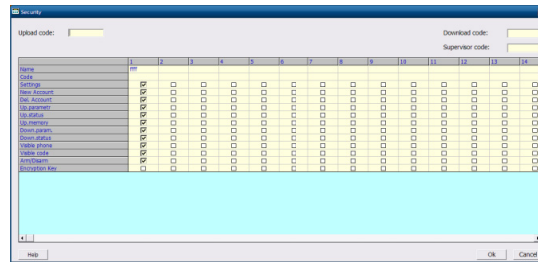 Security
Upload code:
Download code:
Supervisor code:
1 2 3 4 5 6 7 8 9 10 11 12 13 14
Name ffff
Code
Settings
New Account
Del. Account
Up.parametr
Up.status
Up.memory
Down.param.
Down.status
Visible phone
Visible code
Arm/Disarm
Encryption Key
Help Ok Cancel